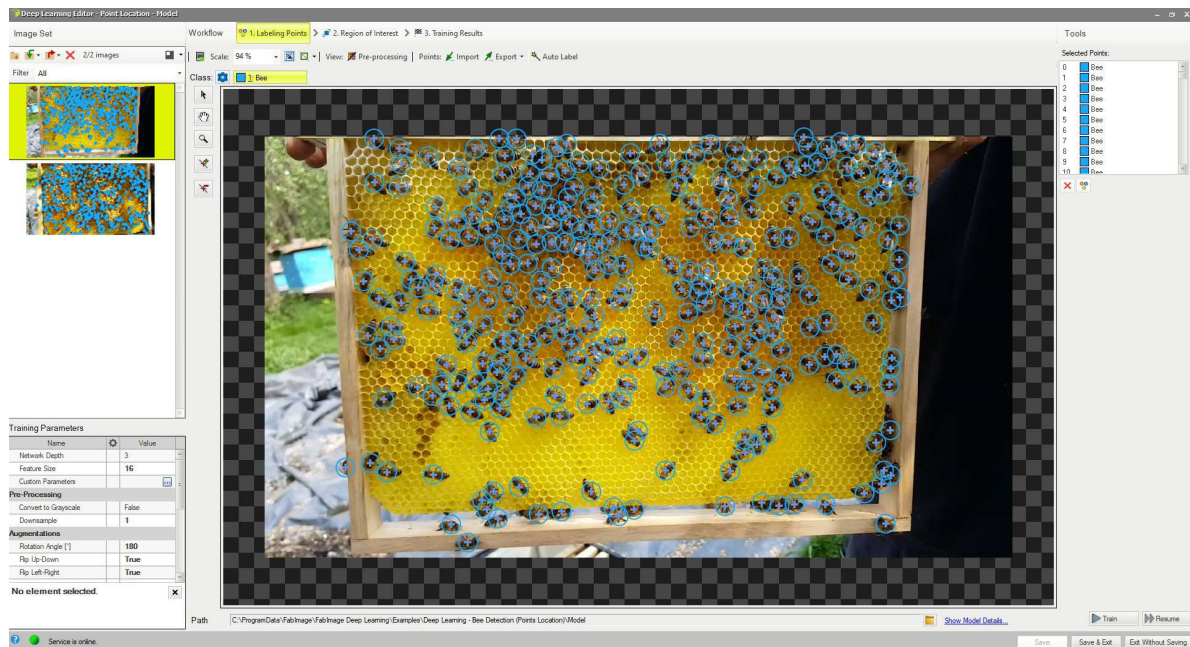 Deep Learning Editor - Point Location - Model
Image Set
Workflow
1. Labeling Points
2. Region of Interest
3. Training Results
Tools
2/2 images
Scale: 94 %
View:
Pre-processing
Points:
Import
Export
Auto Label
Selected Points:
Filter All
Class:
1: Bee
0 Bee
1 Bee
2 Bee
3 Bee
4 Bee
5 Bee
6 Bee
7 Bee
8 Bee
9 Bee
10 Bee
Training Parameters
Name Value
Network Depth 3
Feature Size 16
Custom Parameters ...
Pre-Processing
Convert to Grayscale False
Downsample 1
Augmentations
Rotation Angle [°] 180
Flip Up-Down True
Flip Left-Right True
No element selected.
Path C:\ProgramData\FabImage\FabImage Deep Learning\Examples\Deep Learning - Bee Detection (Points Location)\Model
Show Model Details...
Train
Resume
Service is online.
Save
Save & Exit
Exit Without Saving